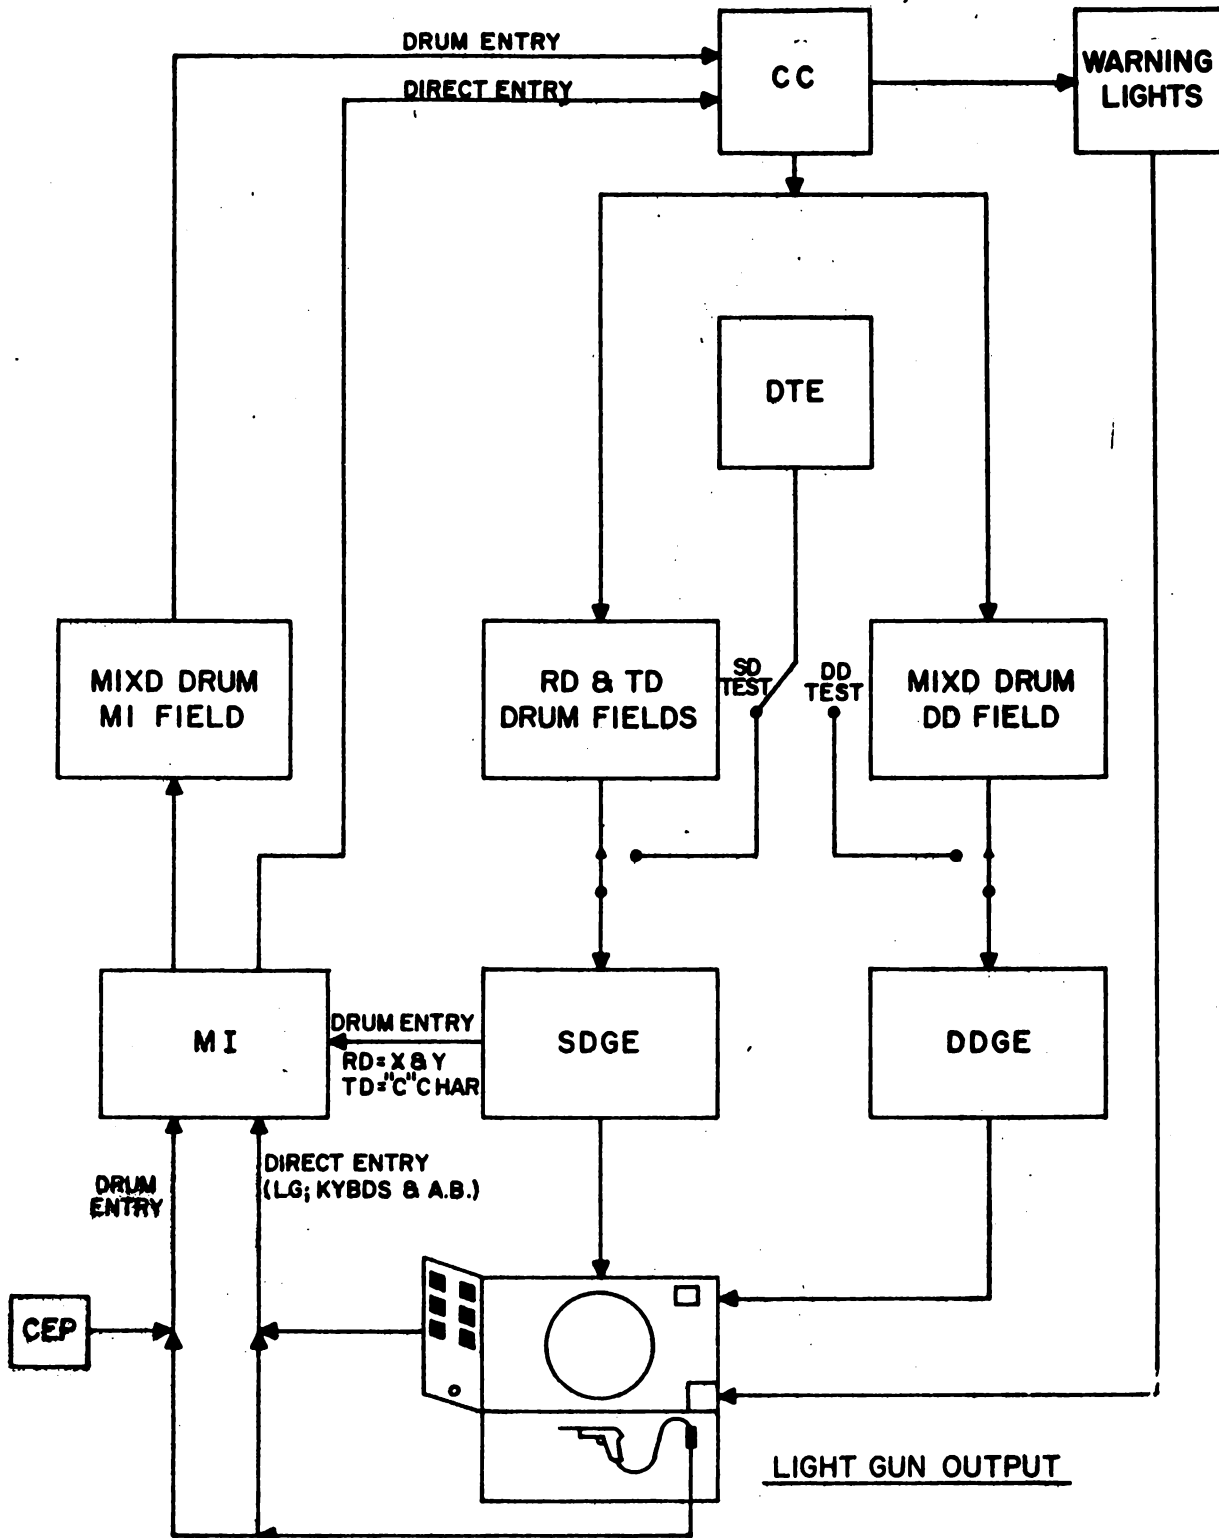 DRUM ENTRY
DIRECT ENTRY
CC
WARNING
LIGHTS
DTE
MIXD DRUM
MI FIELD
RD & TD
DRUM FIELDS
SD
TEST
DD
TEST
MIXD DRUM
DD FIELD
MI
DRUM ENTRY
RD=X&Y
TD="C"CHAR
SDGE
DDGE
DRUM
ENTRY
DIRECT ENTRY
(LG; KYBDS & A.B.)
CEP
LIGHT GUN OUTPUT